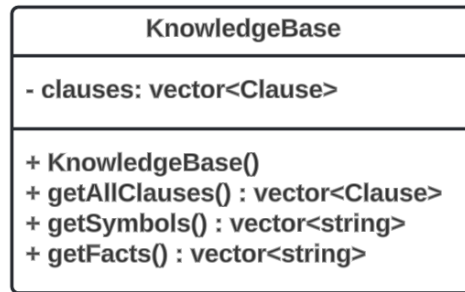 KnowledgeBase
- clauses: vector<Clause>
+ KnowledgeBase()
+ getAllClauses() : vector<Clause>
+ getSymbols() : vector<string>
+ getFacts() : vector<string>